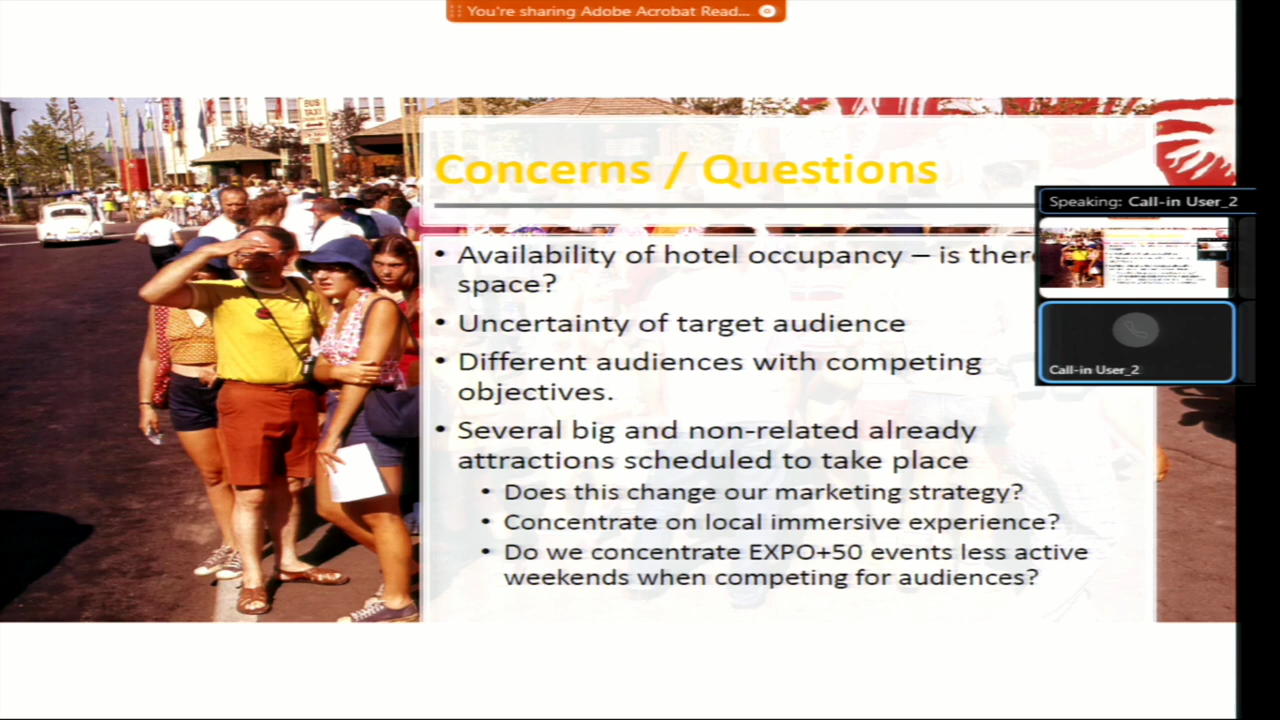 You're sharing Adobe Acrobat Read...
BUS
TAXI
Concerns / Questions
Speaking: Call-in User_2
• Availability of hotel occupancy – is there
space?
• Uncertainty of target audience
• Different audiences with competing
objectives.
Call-in User_2
• Several big and non-related already
attractions scheduled to take place
• Does this change our marketing strategy?
• Concentrate on local immersive experience?
• Do we concentrate EXPO+50 events less active
weekends when competing for audiences?